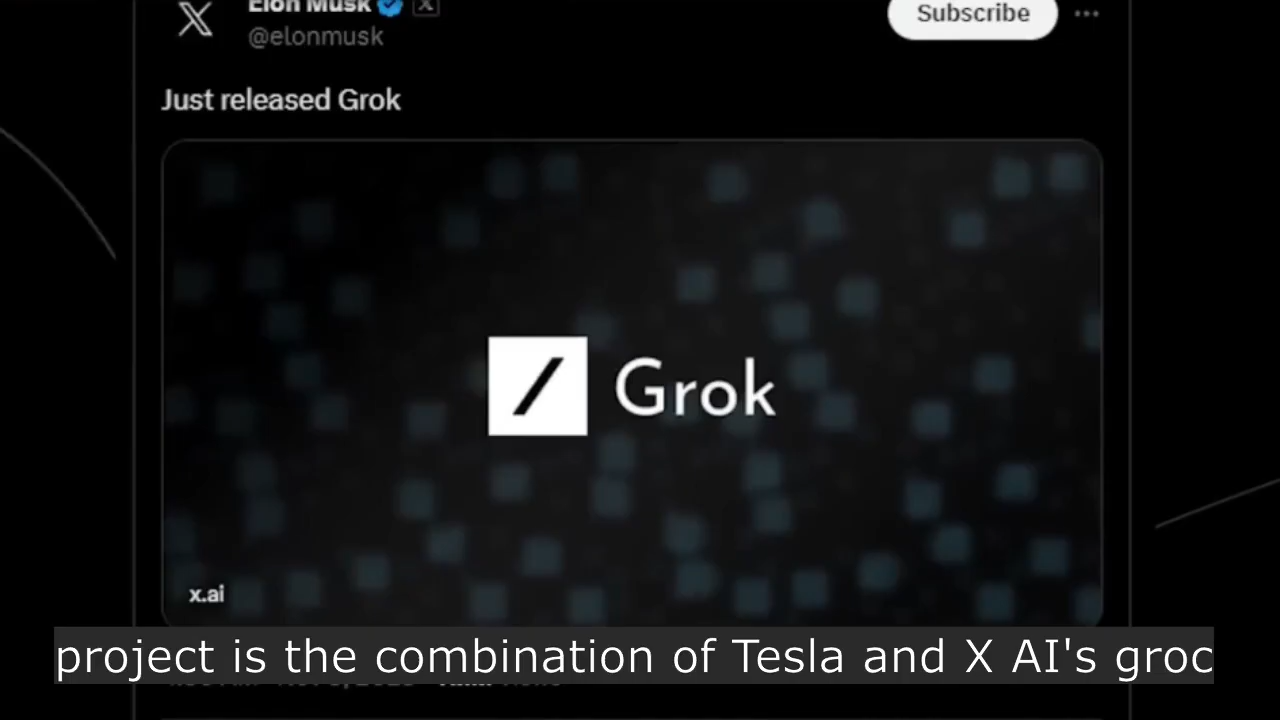 Elon Musk
Subscribe
@elonmusk
Just released Grok
Grok
x.ai
project is the combination of Tesla and X AI's groc